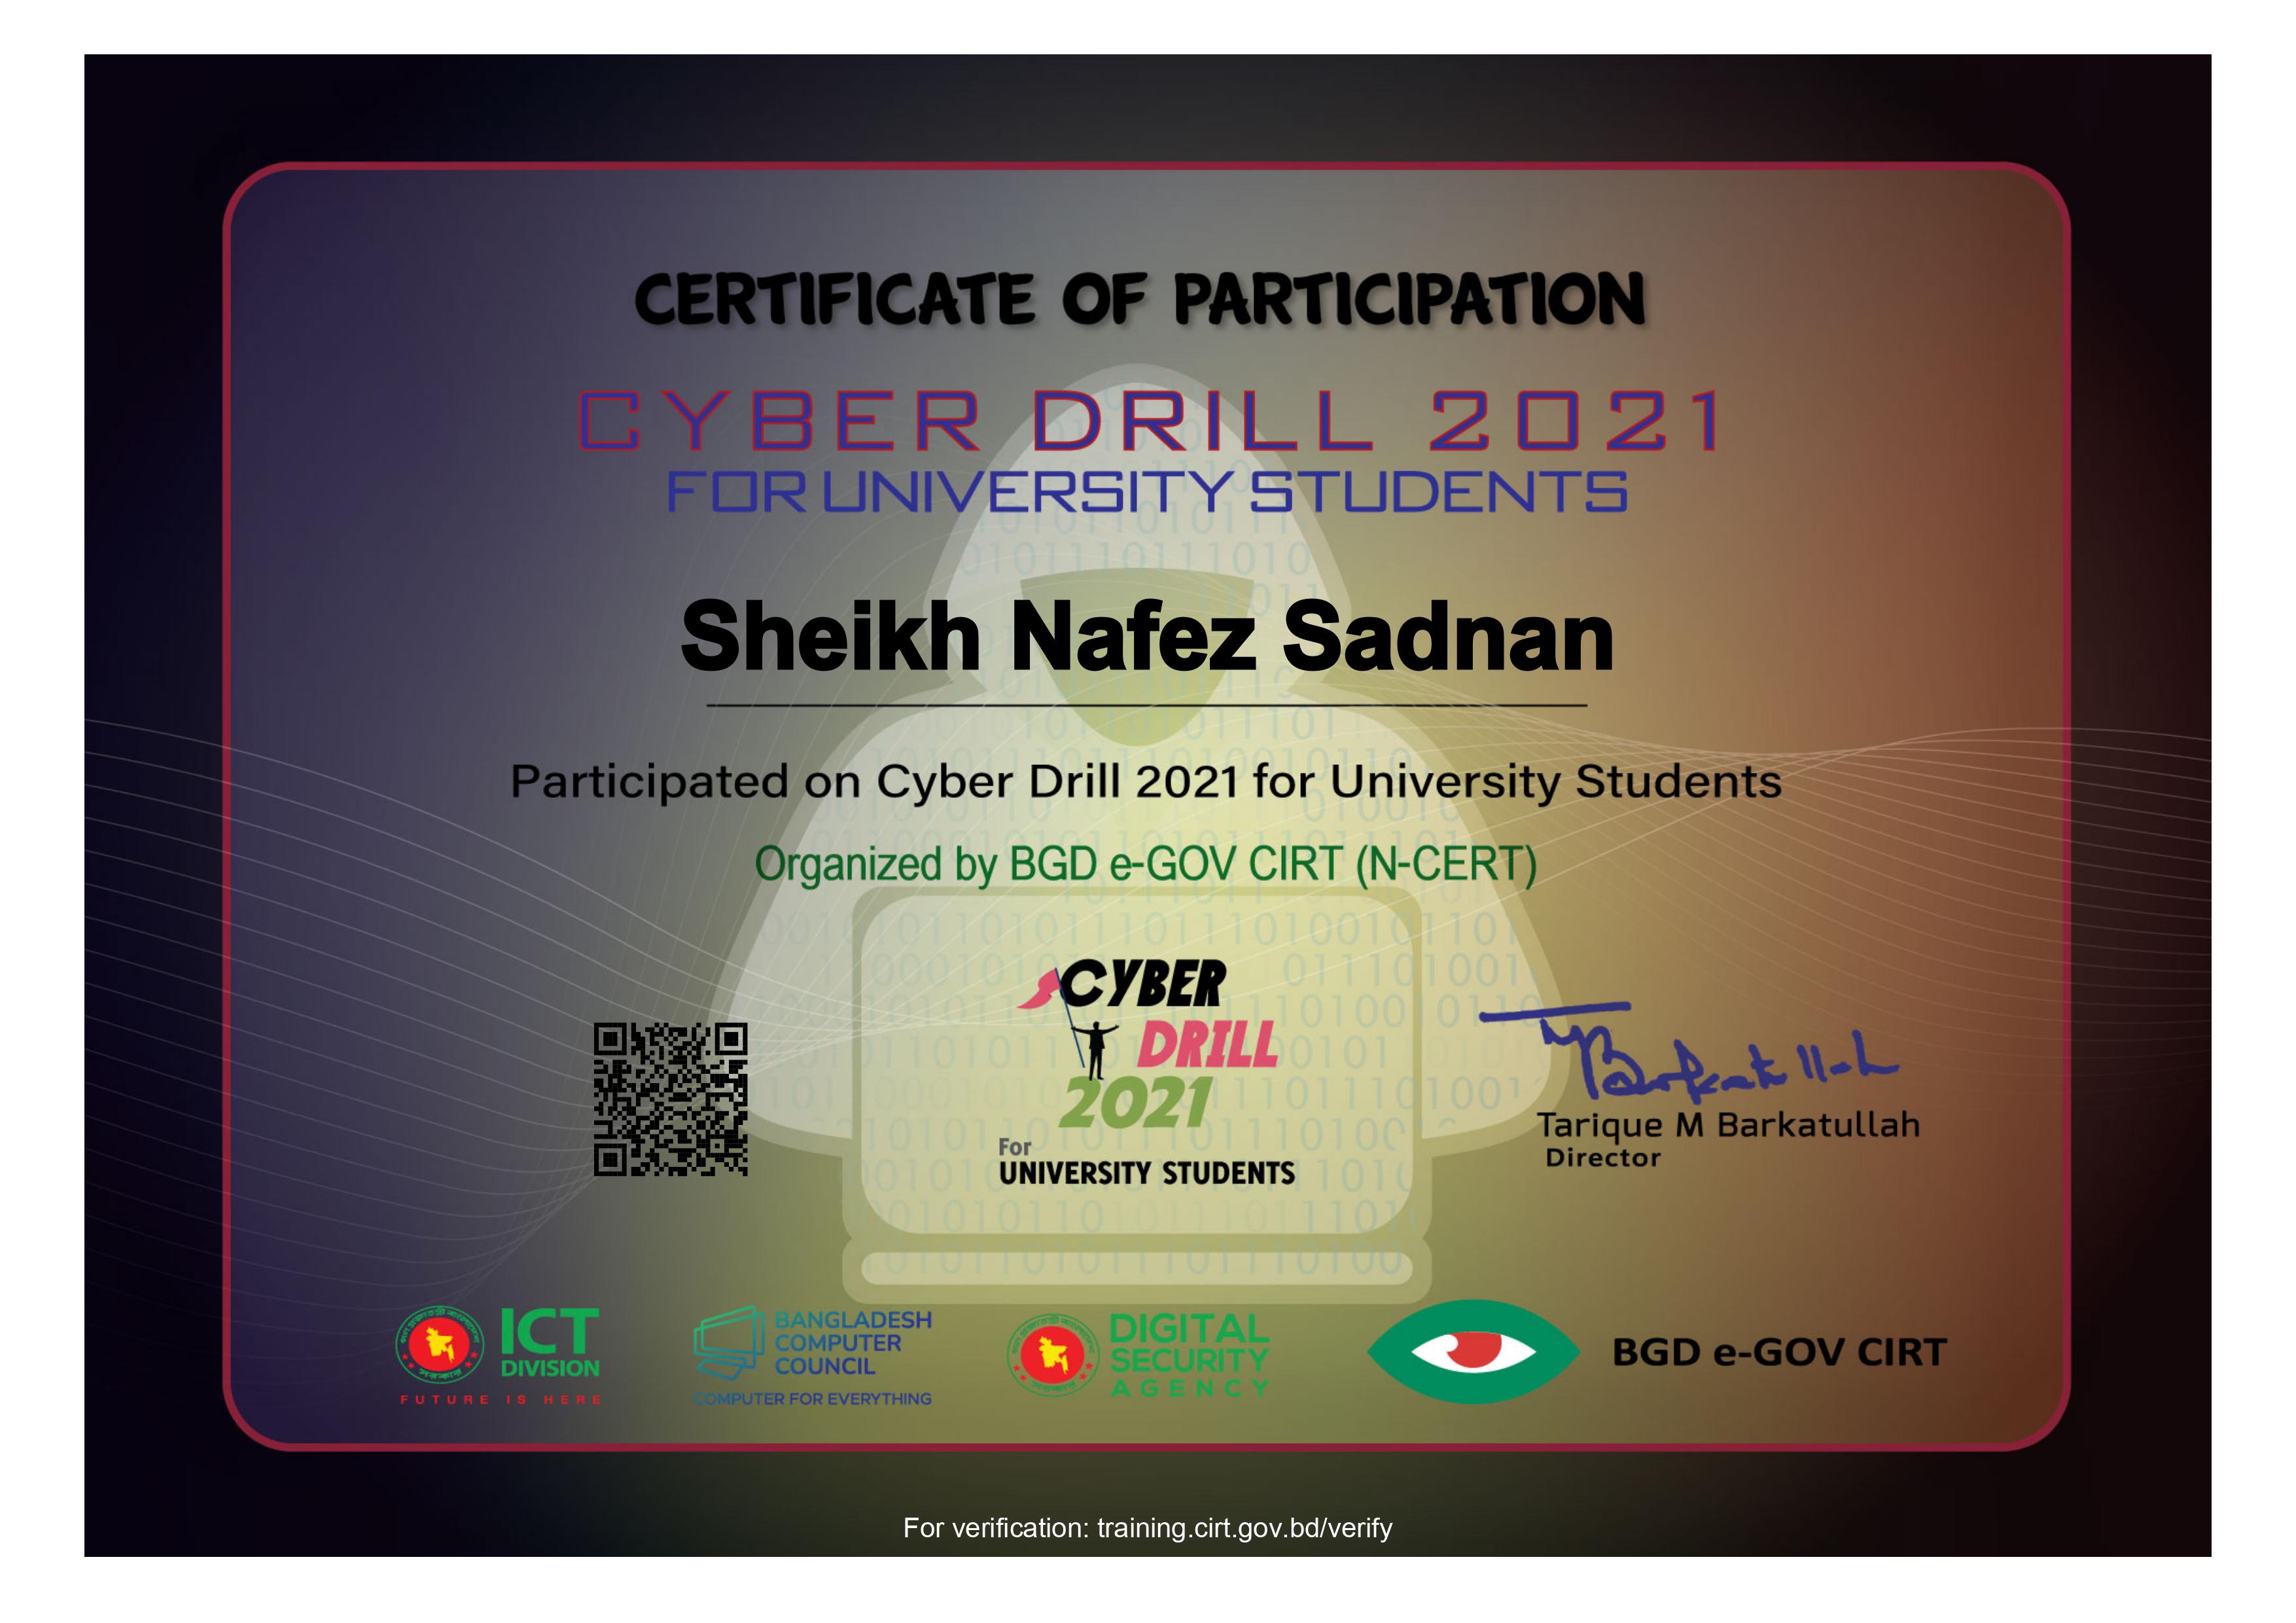 CERTIFICATE OF PARTICIPATION
CYBER DRILL 2021
FOR UNIVERSITY STUDENTS
Sheikh Nafez Sadnan
Participated on Cyber Drill 2021 for University Students
Organized by BGD e-GOV CIRT (N-CERT)
CYBER
DRILL
2021
For
UNIVERSITY STUDENTS
Tarique M Barkatullah
Director
ICT
DIVISION
FUTURE IS HERE
BANGLADESH
COMPUTER
COUNCIL
COMPUTER FOR EVERYTHING
DIGITAL
SECURITY
AGENCY
BGD e-GOV CIRT
For verification: training.cirt.gov.bd/verify